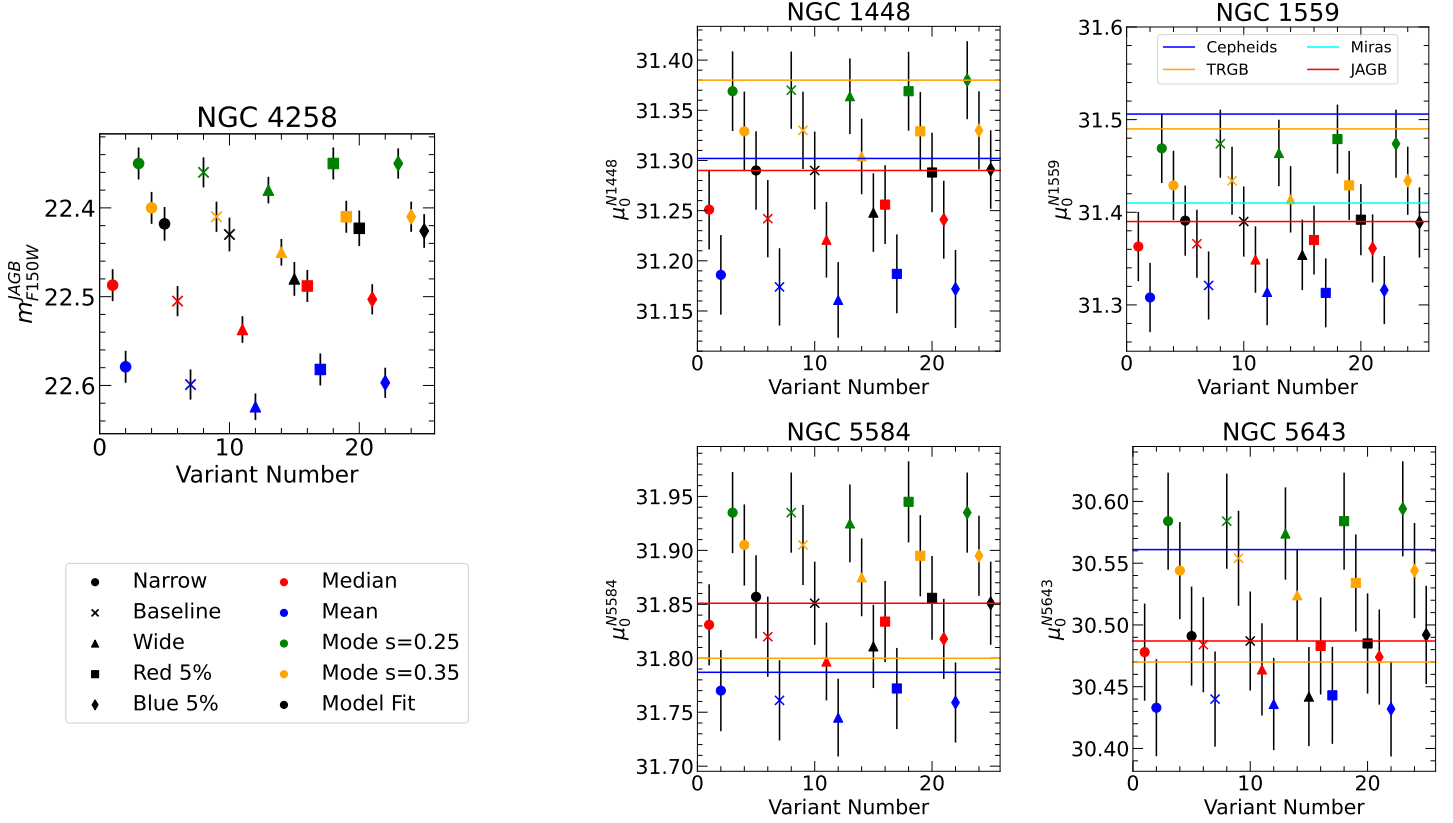 NGC 4258
22.4
22.5
22.6
m_{F150W}^{JAGB}
0 10 20
Variant Number
Narrow Median
Baseline Mean
Wide Mode s=0.25
Red 5% Mode s=0.35
Blue 5% Model Fit
NGC 1448
31.40
31.35
31.30
31.25
31.20
31.15
μ_0^{N1448}
0 10 20
Variant Number
NGC 1559
Cepheids Miras
TRGB JAGB
31.6
31.5
31.4
31.3
μ_0^{N1559}
0 10 20
Variant Number
NGC 5584
31.95
31.90
31.85
31.80
31.75
31.70
μ_0^{N5584}
0 10 20
Variant Number
NGC 5643
30.60
30.55
30.50
30.45
30.40
μ_0^{N5643}
0 10 20
Variant Number